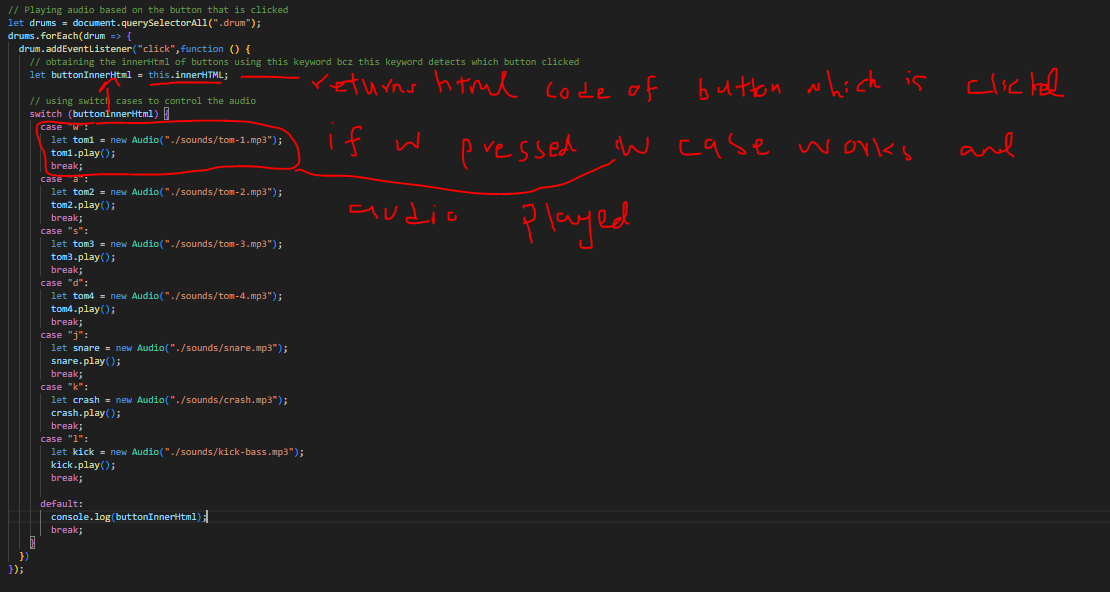 // Playing audio based on the button that is clicked
let drums = document.querySelectorAll(".drum");
drums.forEach(drum => {
drum.addEventListener("click",function () {
// obtaining the innerHtml of buttons using this keyword bcz this keyword detects which button clicked
let buttonInnerHtml = this.innerHTML;
returns html code of button which is clicked
// using switch cases to control the audio
switch (buttonInnerHtml) {
case "w":
let tom1 = new Audio("./sounds/tom-1.mp3");
if w pressed w case works and
tom1.play();
break;
case "a":
let tom2 = new Audio("./sounds/tom-2.mp3");
tom2.play();
audio played
break;
case "s":
let tom3 = new Audio("./sounds/tom-3.mp3");
tom3.play();
break;
case "d":
let tom4 = new Audio("./sounds/tom-4.mp3");
tom4.play();
break;
case "j":
let snare = new Audio("./sounds/snare.mp3");
snare.play();
break;
case "k":
let crash = new Audio("./sounds/crash.mp3");
crash.play();
break;
case "l":
let kick = new Audio("./sounds/kick-bass.mp3");
kick.play();
break;
default:
console.log(buttonInnerHtml);
break;
}
})
});